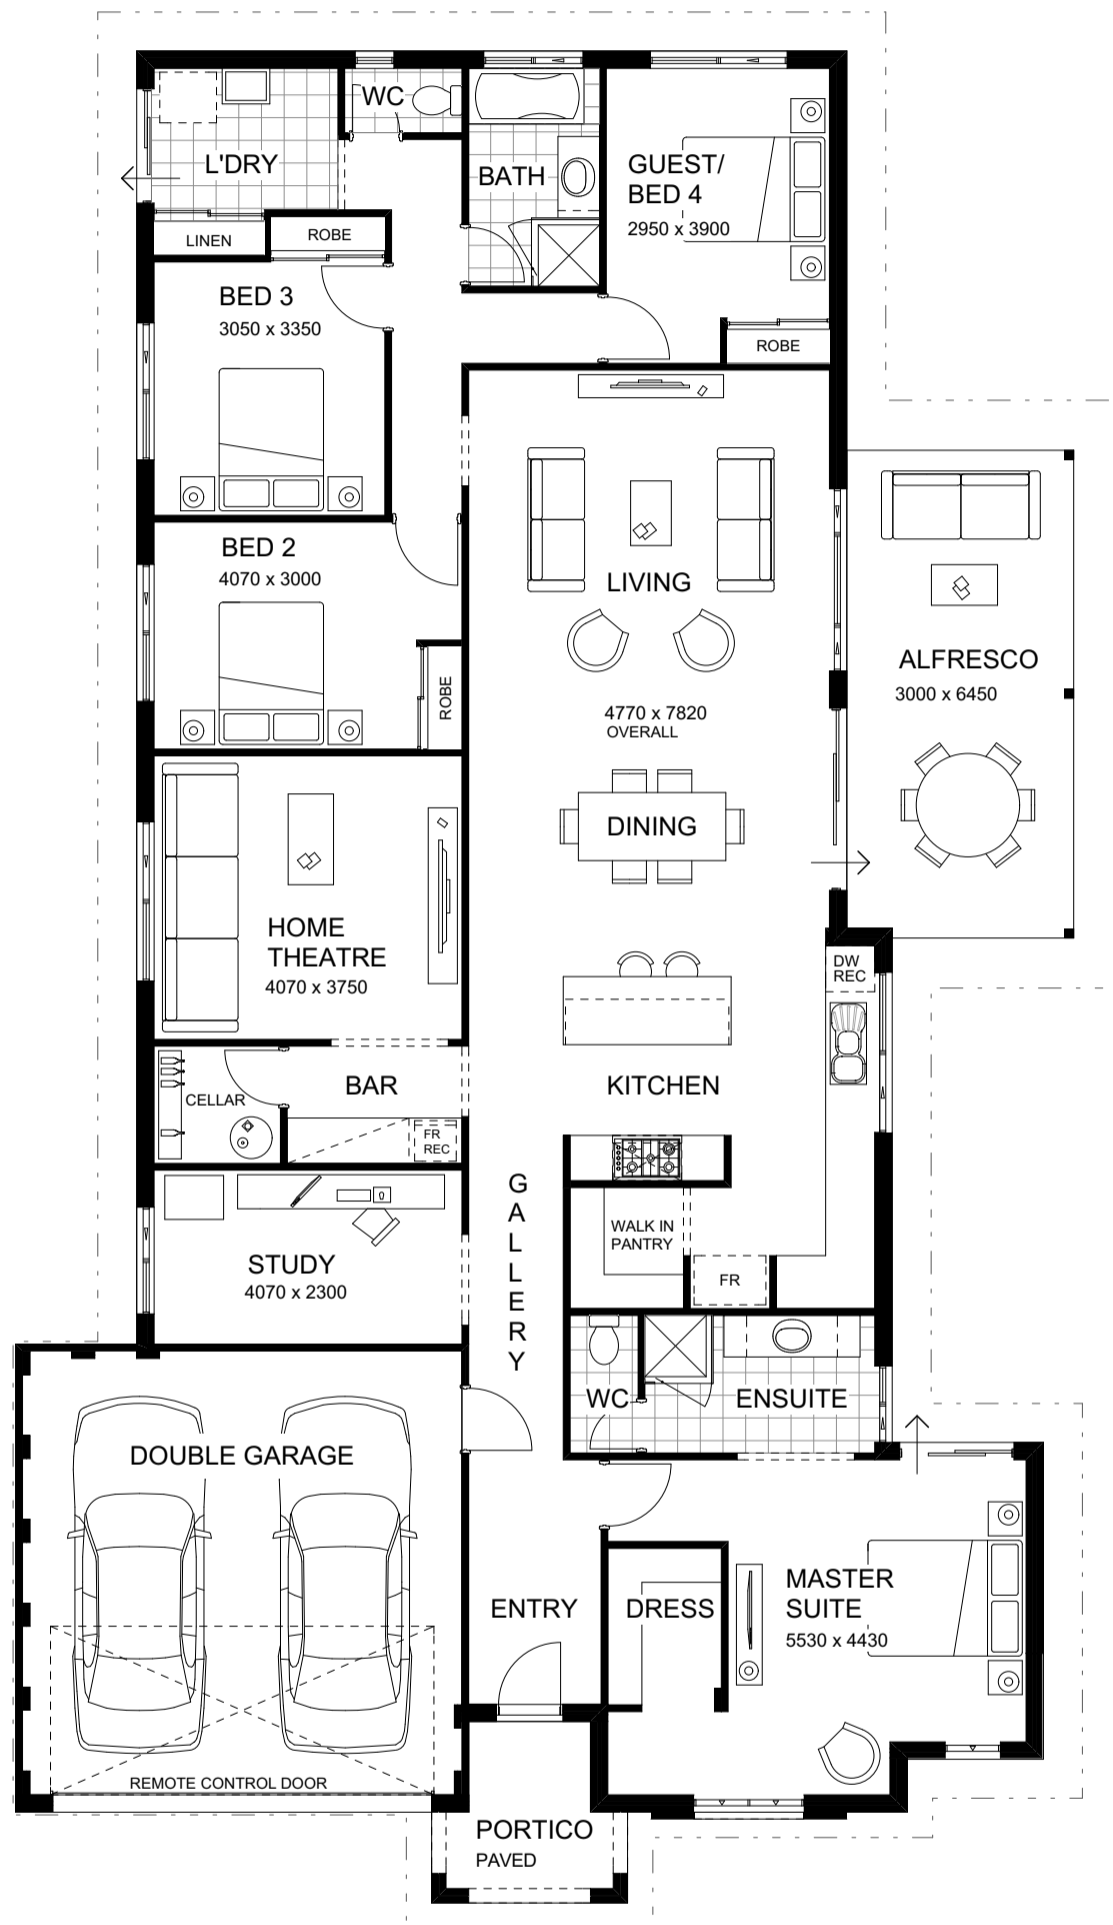 WC
L'DRY
BATH
GUEST/
BED 4
2950 x 3900
LINEN
ROBE
BED 3
3050 x 3350
ROBE
BED 2
4070 x 3000
ROBE
LIVING
4770 x 7820
OVERALL
ALFRESCO
3000 x 6450
DINING
HOME
THEATRE
4070 x 3750
DW
REC
KITCHEN
BAR
CELLAR
FR
REC
G
A
L
L
E
R
Y
WALK IN
PANTRY
FR
STUDY
4070 x 2300
WC
ENSUITE
DOUBLE GARAGE
ENTRY
DRESS
MASTER
SUITE
5530 x 4430
REMOTE CONTROL DOOR
PORTICO
PAVED